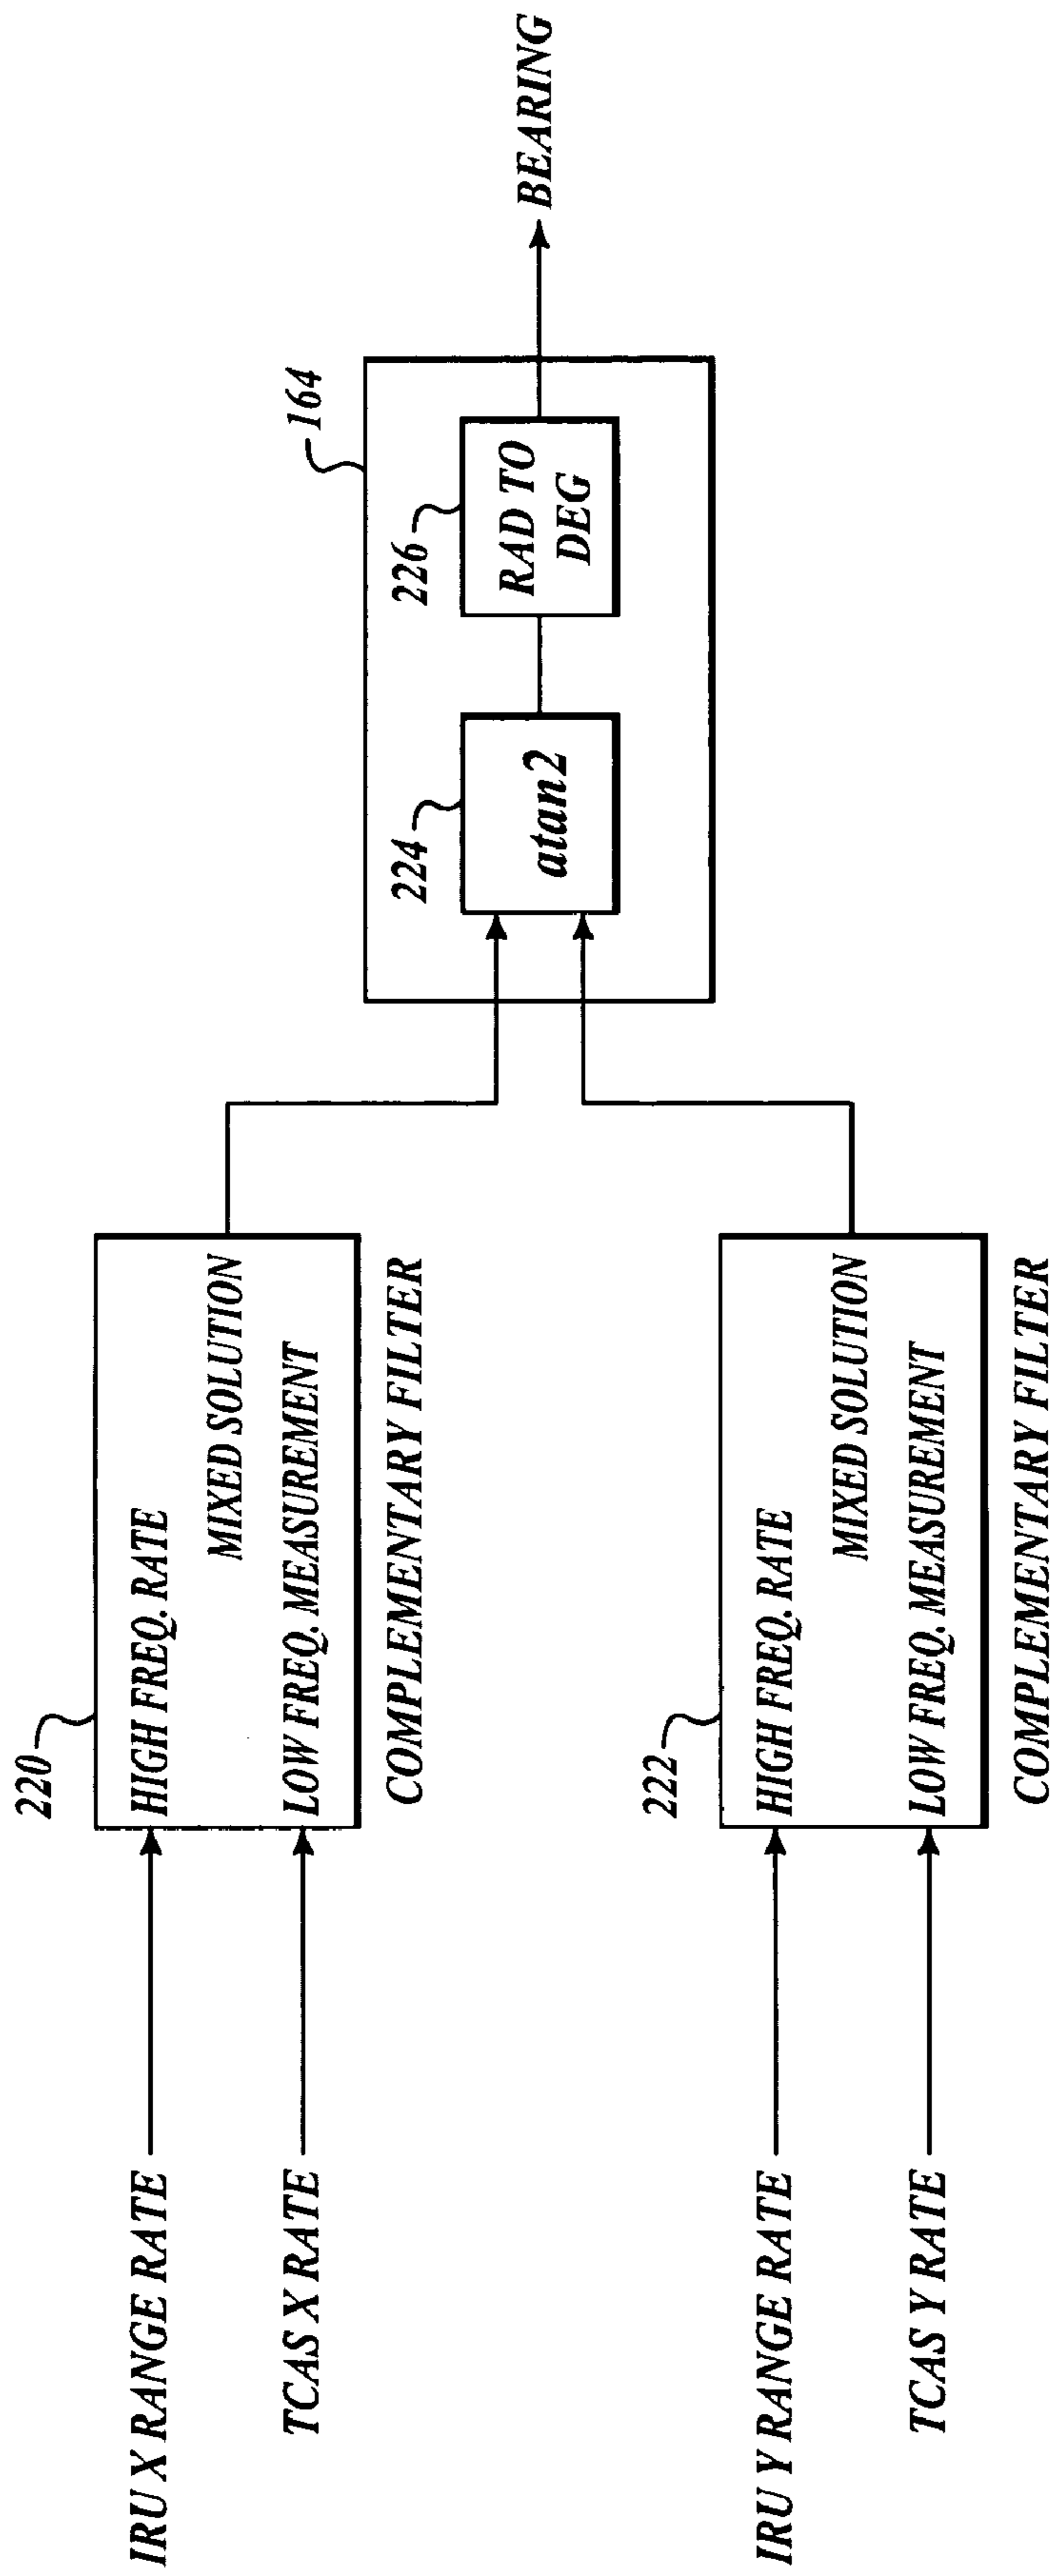 IRU X RANGE RATE
TCAS X RATE
220
HIGH FREQ. RATE
MIXED SOLUTION
LOW FREQ. MEASUREMENT
COMPLEMENTARY FILTER
IRU Y RANGE RATE
TCAS Y RATE
222
HIGH FREQ. RATE
MIXED SOLUTION
LOW FREQ. MEASUREMENT
COMPLEMENTARY FILTER
164
224
atan2
226
RAD TO
DEG
BEARING